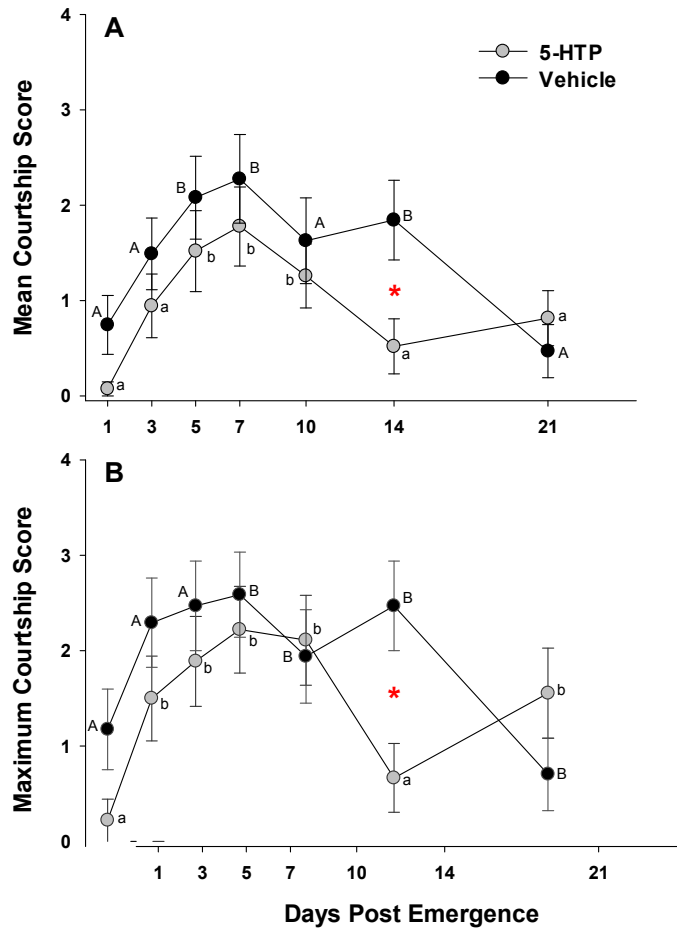 A
4
3
2
1
0
Mean Courtship Score
5-HTP
Vehicle
A
a
A
a
B
b
B
b
A
b
B
*
a
a
A
1 3 5 7 10 14 21
B
4
3
2
1
0
Maximum Courtship Score
A
a
A
b
A
b
B
b
b
B
B
*
a
b
B
1 3 5 7 10 14 21
Days Post Emergence